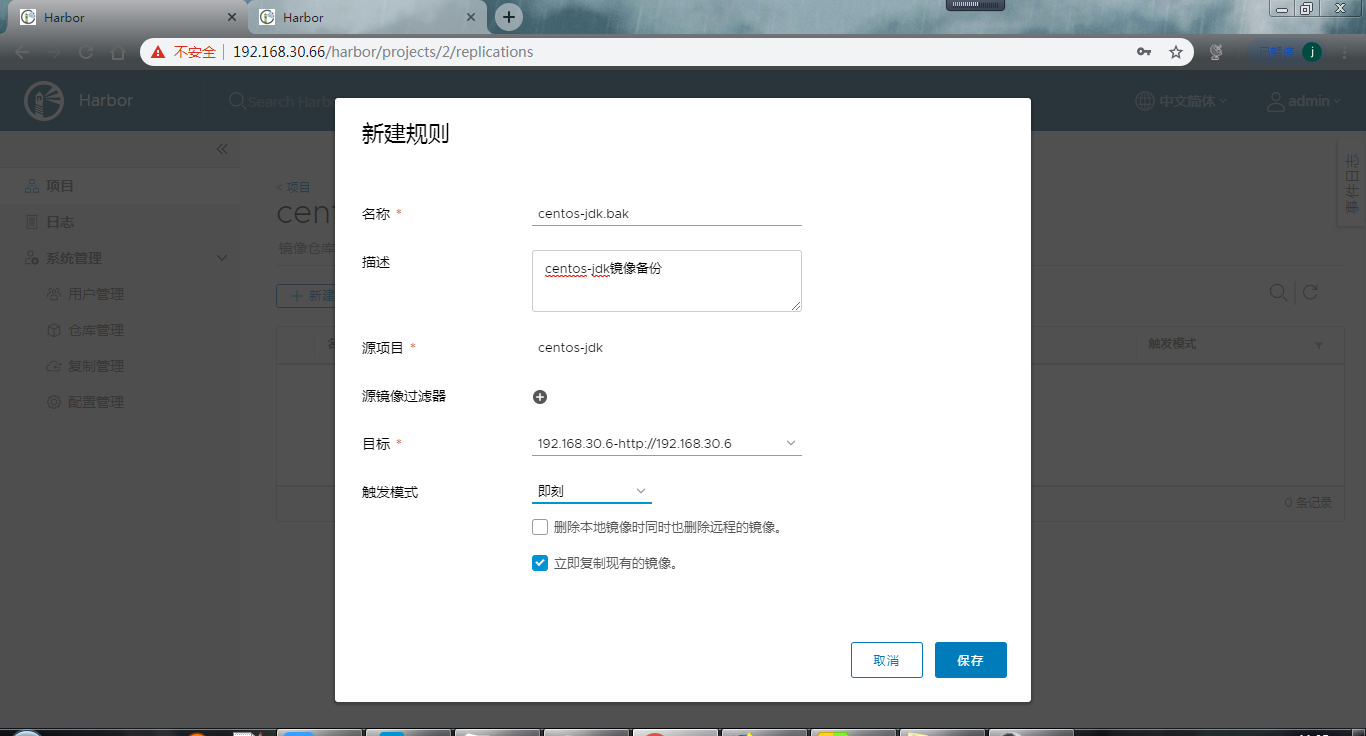 Harbor
Harbor
不安全 192.168.30.66/harbor/projects/2/replications
j
Harbor
Search Harb
中文简体
admin
新建规则
事件日志
项目
< 项目
名称 * centos-jdk.bak
cent
日志
镜像仓库
系统管理
描述 centos-jdk镜像备份
用户管理
+ 新建
仓库管理
触发模式
源项目 * centos-jdk
复制管理
源镜像过滤器
配置管理
目标 * 192.168.30.6-http://192.168.30.6
触发模式 即刻
0 条记录
删除本地镜像时同时也删除远程的镜像。
立即复制现有的镜像。
取消 保存